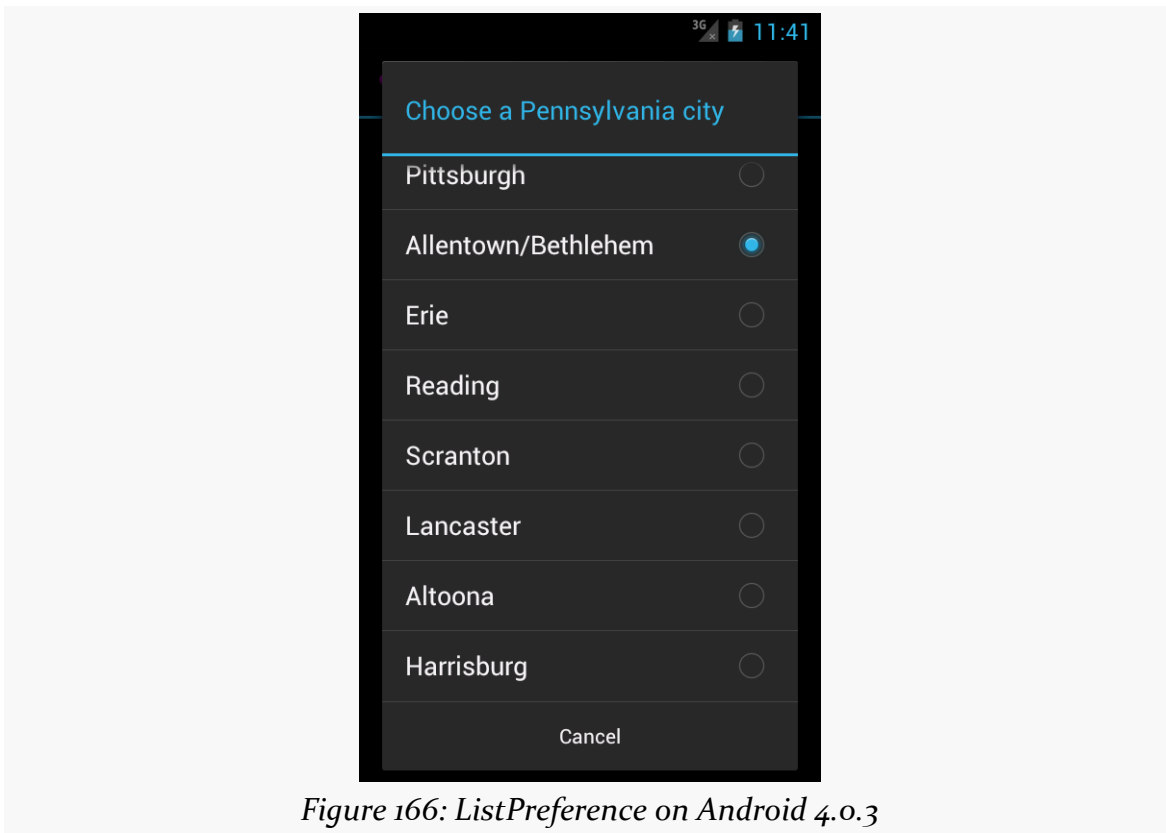 3G
11:41
Choose a Pennsylvania city
Pittsburgh
Allentown/Bethlehem
Erie
Reading
Scranton
Lancaster
Altoona
Harrisburg
Cancel
Figure 166: ListPreference on Android 4.0.3